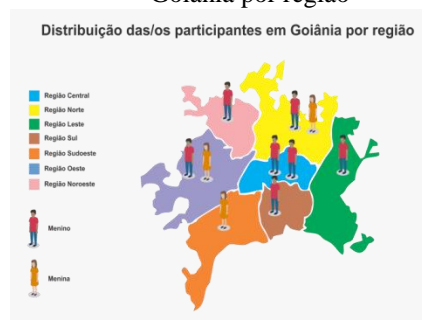 Goiânia por região
Distribuição das/os participantes em Goiânia por região
Região Central
Região Norte
Região Leste
Região Sul
Região Sudoeste
Região Oeste
Região Noroeste
Menino
Menina